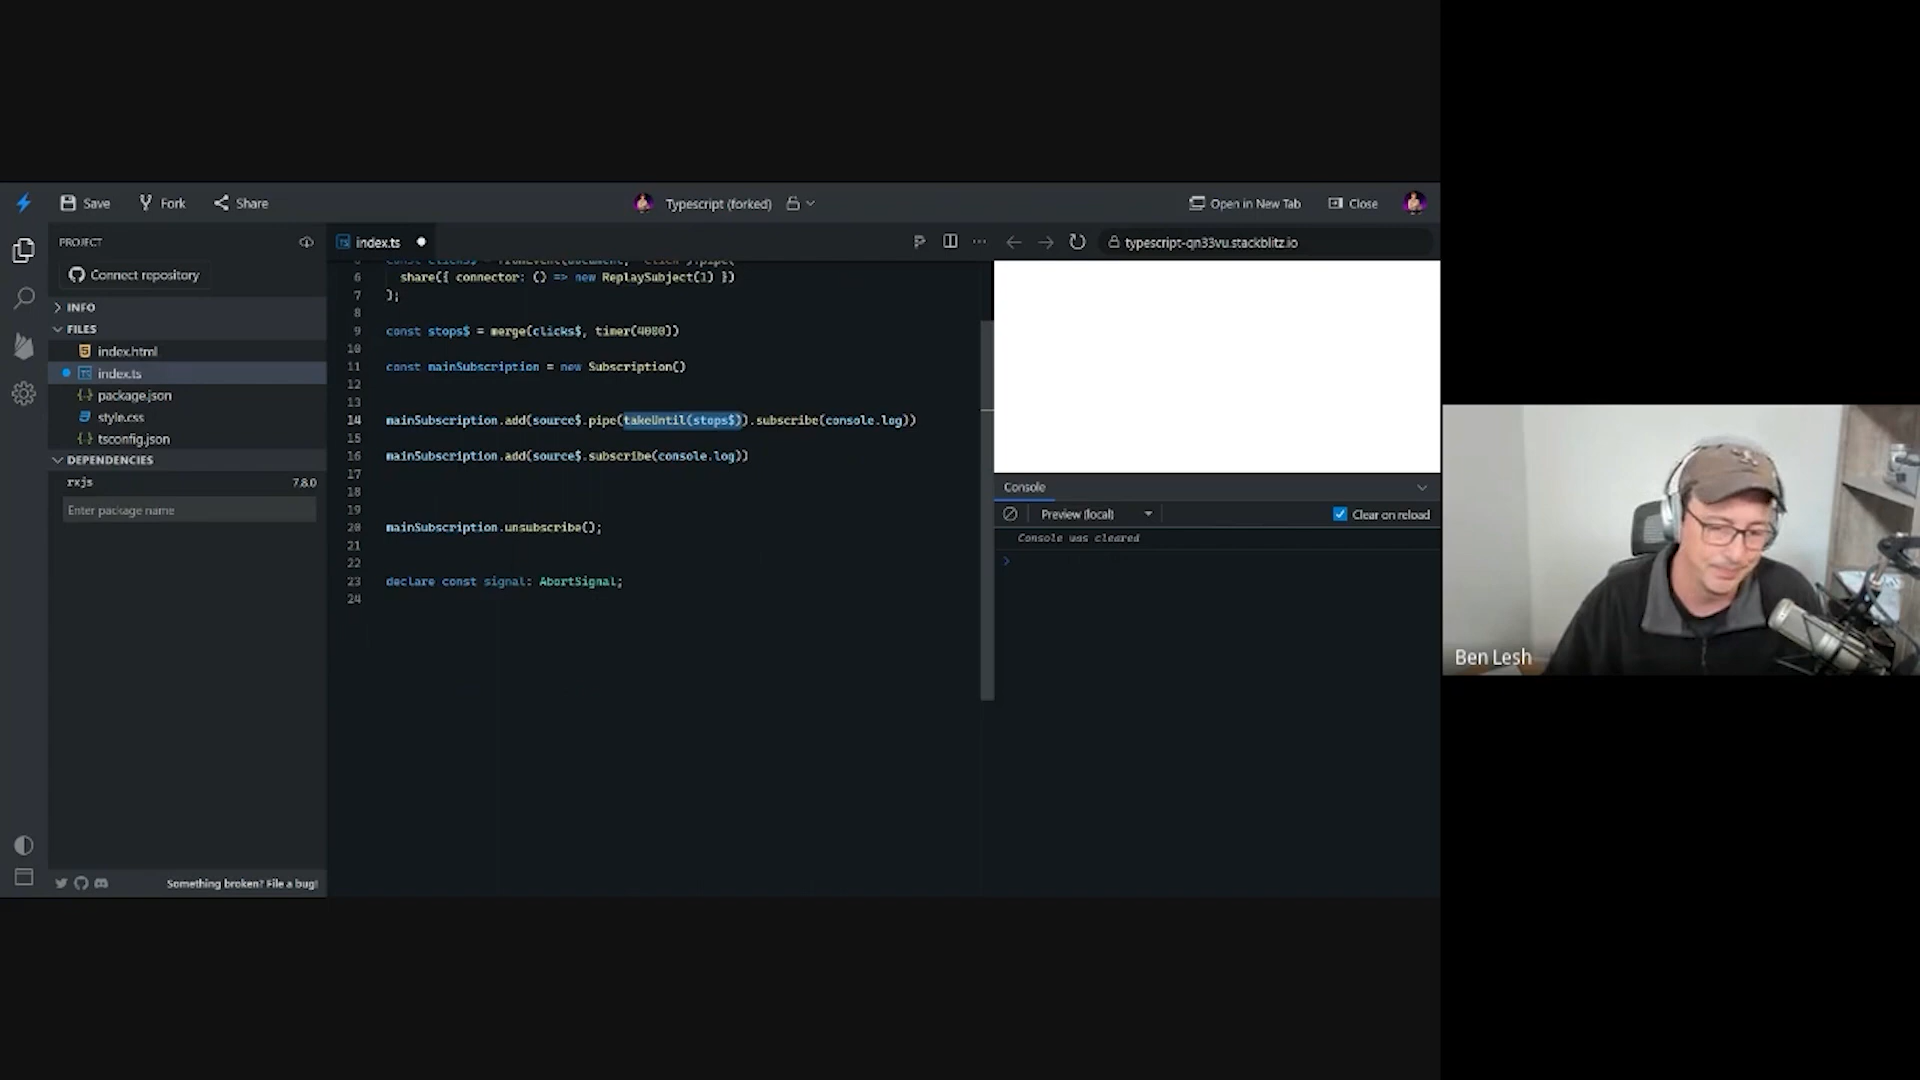 Save Fork Share Typescript (forked) Open in New Tab Close
PROJECT
Connect repository
INFO
FILES
index.html
index.ts
package.json
style.css
tsconfig.json
DEPENDENCIES
rxjs 7.8.0
Enter package name
Something broken? File a bug!
index.ts
6 share({ connector: () => new ReplaySubject(1) })
7 );
8
9 const stops$ = merge(clicks$, timer(4000))
10
11 const mainSubscription = new Subscription()
12
13
14 mainSubscription.add(source$.pipe(takeUntil(stops$)).subscribe(console.log))
15
16 mainSubscription.add(source$.subscribe(console.log))
17
18
19
20 mainSubscription.unsubscribe();
21
22
23 declare const signal: AbortSignal;
24
typescript-qn33vu.stackblitz.io
Console
Preview (local) Clear on reload
Console was cleared
Ben Lesh